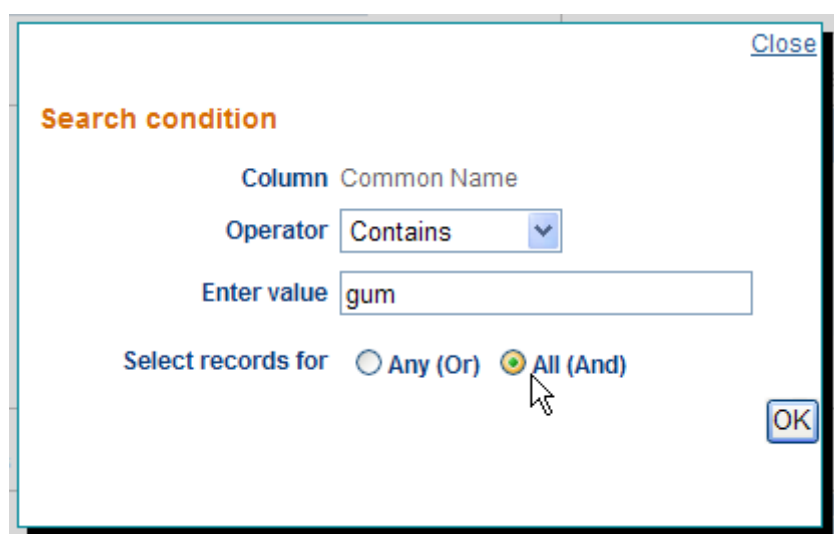 Close
Search condition
Column Common Name
Operator Contains
Enter value gum
Select records for Any (Or) All (And)
OK